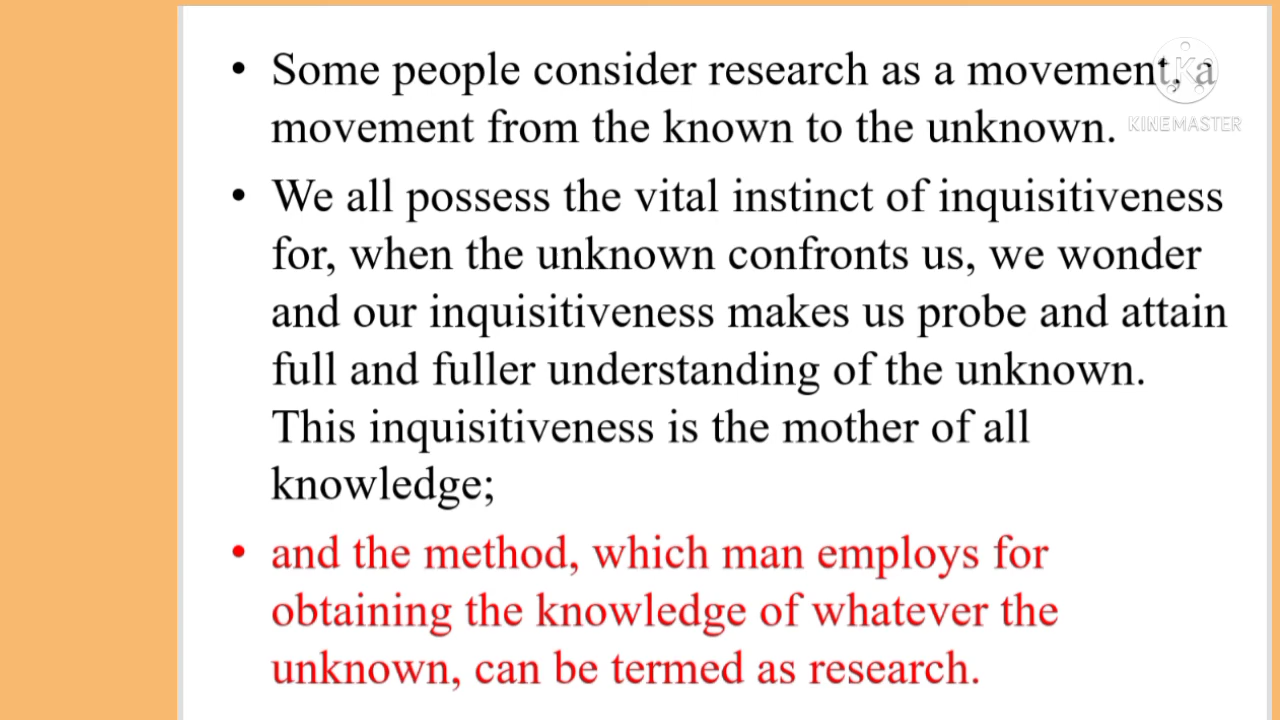 • Some people consider research as a movement, a
movement from the known to the unknown.
KINEMASTER
• We all possess the vital instinct of inquisitiveness
for, when the unknown confronts us, we wonder
and our inquisitiveness makes us probe and attain
full and fuller understanding of the unknown.
This inquisitiveness is the mother of all
knowledge;
• and the method, which man employs for
obtaining the knowledge of whatever the
unknown, can be termed as research.